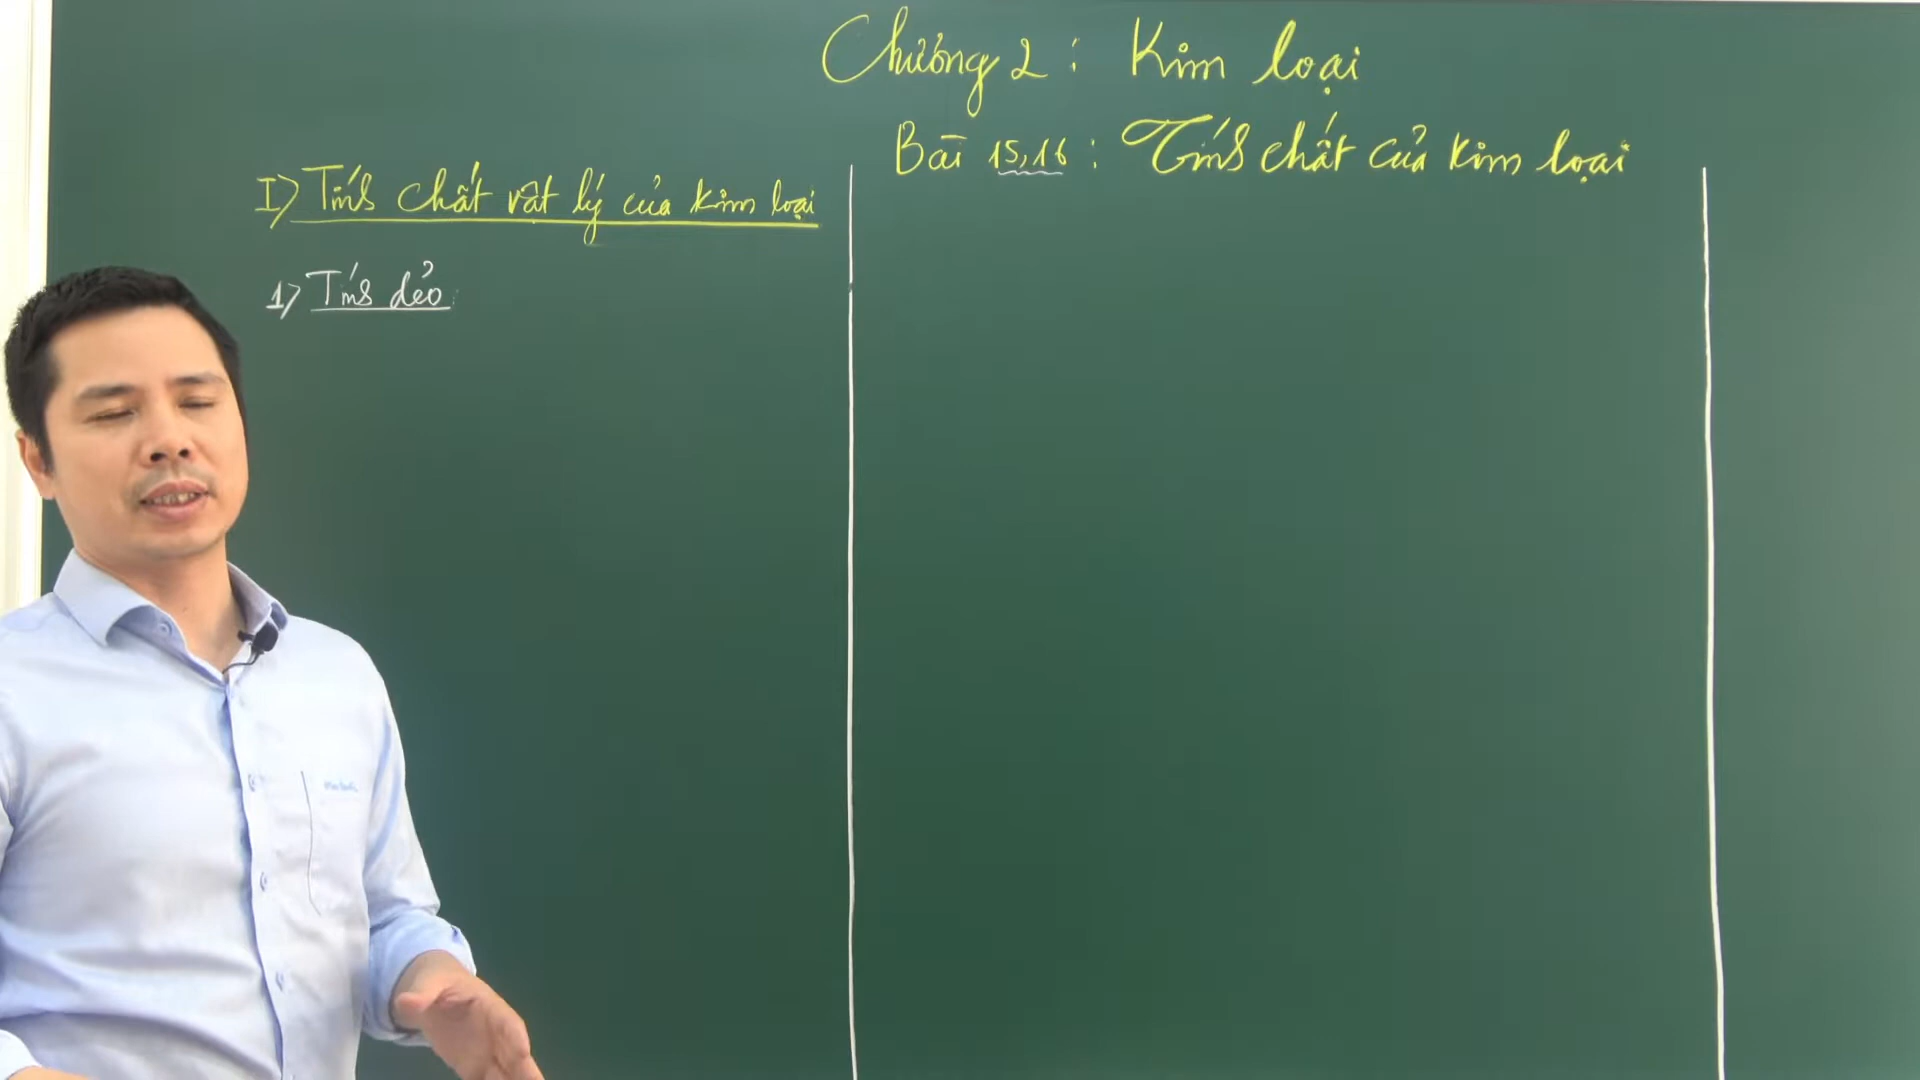 Chương 2 : Kim loại
Bài 15,16 : Tính chất của kim loại
I) Tính chất vật lý của kim loại
1) Tính dẻo